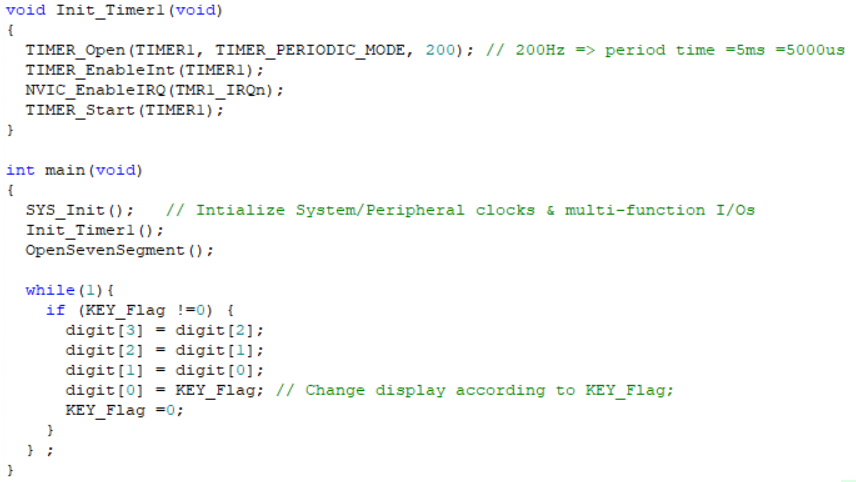 void Init_Timer1(void)
{
  TIMER_Open(TIMER1, TIMER_PERIODIC_MODE, 200); // 200Hz => period time =5ms =5000us
  TIMER_EnableInt(TIMER1);
  NVIC_EnableIRQ(TMR1_IRQn);
  TIMER_Start(TIMER1);
}

int main(void)
{
  SYS_Init();   // Intialize System/Peripheral clocks & multi-function I/Os
  Init_Timer1();
  OpenSevenSegment();

  while(1){
    if (KEY_Flag !=0) {
      digit[3] = digit[2];
      digit[2] = digit[1];
      digit[1] = digit[0];
      digit[0] = KEY_Flag; // Change display according to KEY_Flag;
      KEY_Flag =0;
    }
  } ;
}